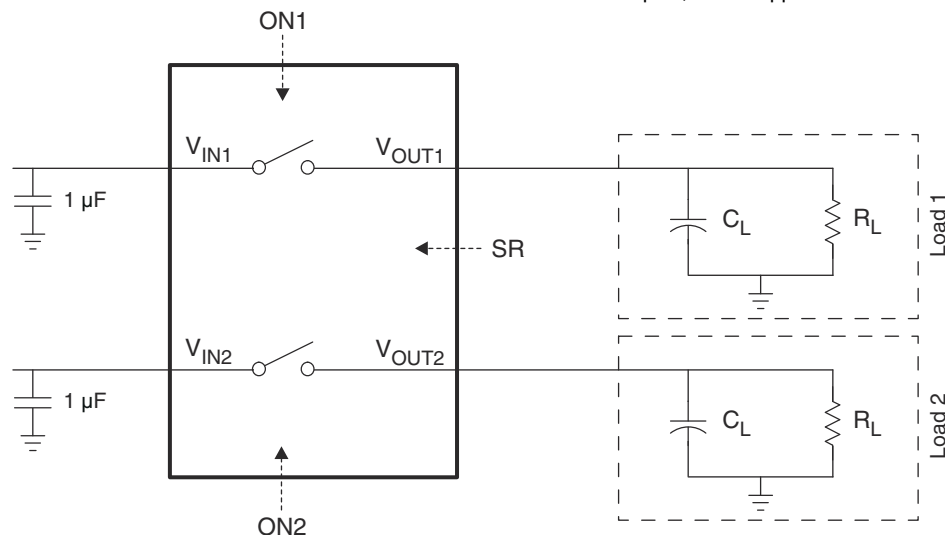 ON1
V_IN1
V_OUT1
1 µF
C_L
R_L
Load 1
SR
V_IN2
V_OUT2
1 µF
C_L
R_L
Load 2
ON2